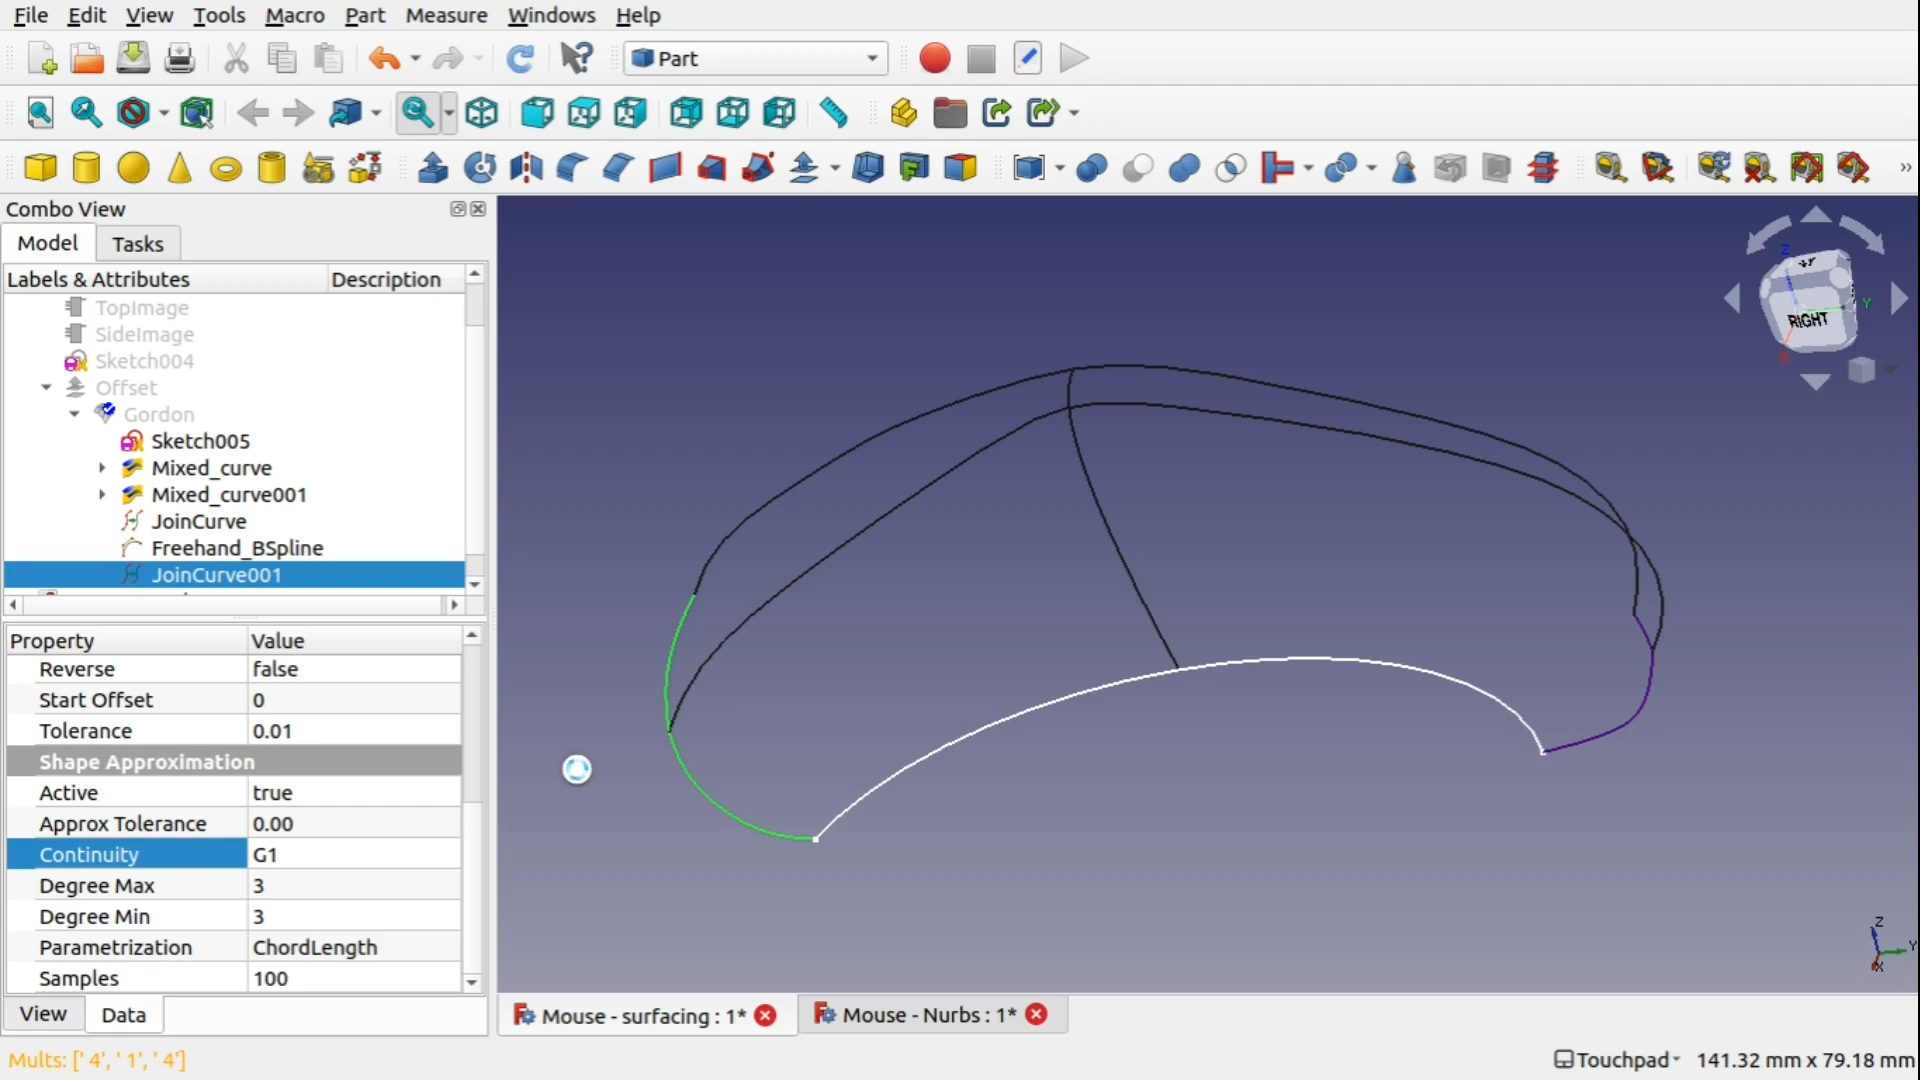 File Edit View Tools Macro Part Measure Windows Help
Part
Combo View
Model Tasks
Labels & Attributes Description
TopImage
SideImage
Sketch004
Offset
Gordon
Sketch005
Mixed_curve
Mixed_curve001
JoinCurve
Freehand_BSpline
JoinCurve001
Property Value
Reverse false
Start Offset 0
Tolerance 0.01
Shape Approximation
Active true
Approx Tolerance 0.00
Continuity G1
Degree Max 3
Degree Min 3
Parametrization ChordLength
Samples 100
View Data
Z
Y
RIGHT
X
Z
Y
X
Mouse - surfacing : 1*
Mouse - Nurbs : 1*
Mults: [' 4', ' 1', ' 4']
Touchpad 141.32 mm x 79.18 mm